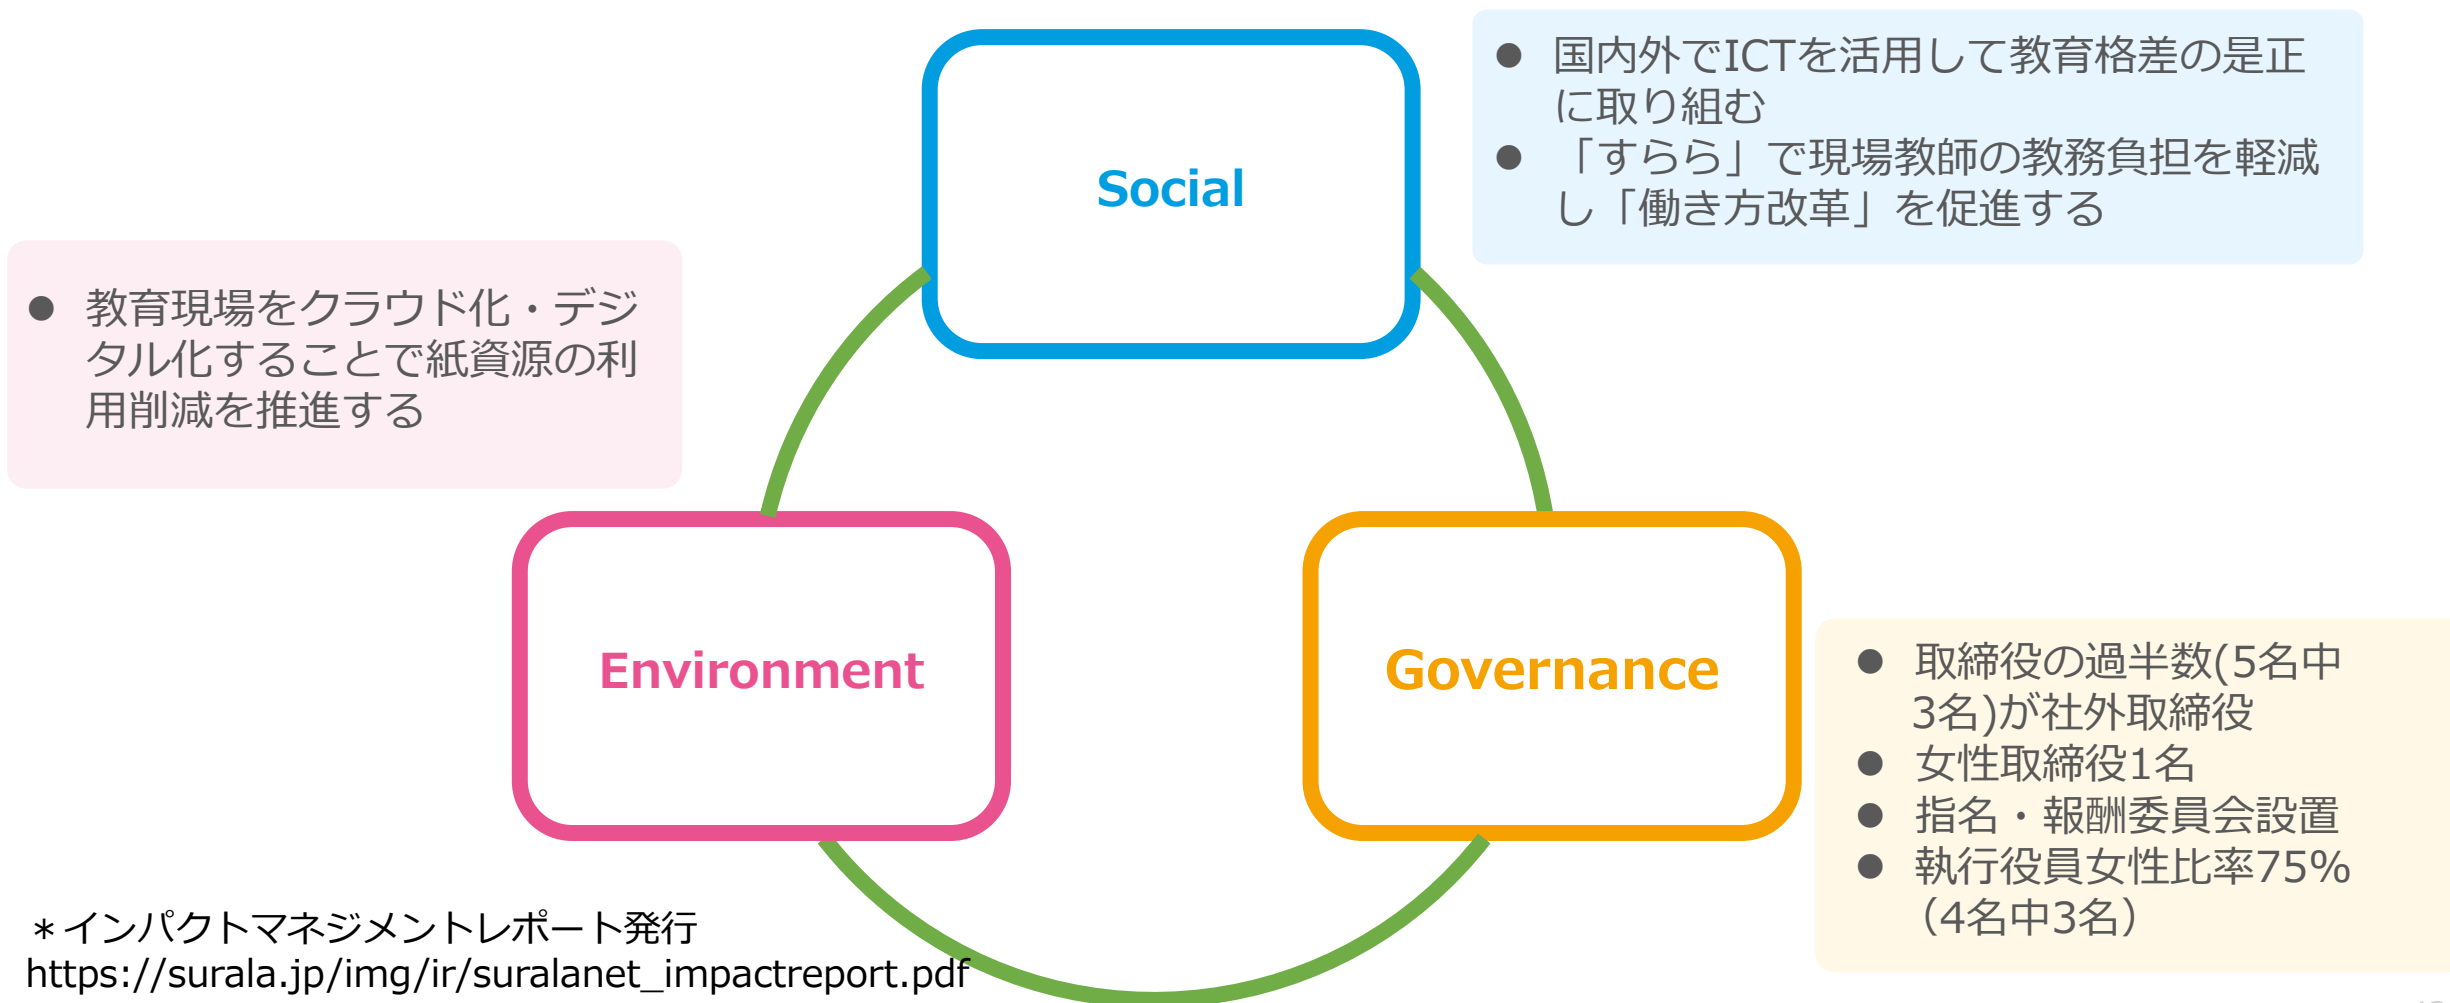 Social
● 国内外でICTを活用して教育格差の是正
に取り組む
● 「すらら」で現場教師の教務負担を軽減
し「働き方改革」を促進する
● 教育現場をクラウド化・デジ
タル化することで紙資源の利
用削減を推進する
Environment
Governance
● 取締役の過半数(5名中
3名)が社外取締役
● 女性取締役1名
● 指名・報酬委員会設置
● 執行役員女性比率75%
（4名中3名）
＊インパクトマネジメントレポート発行
https://surala.jp/img/ir/suralanet_impactreport.pdf